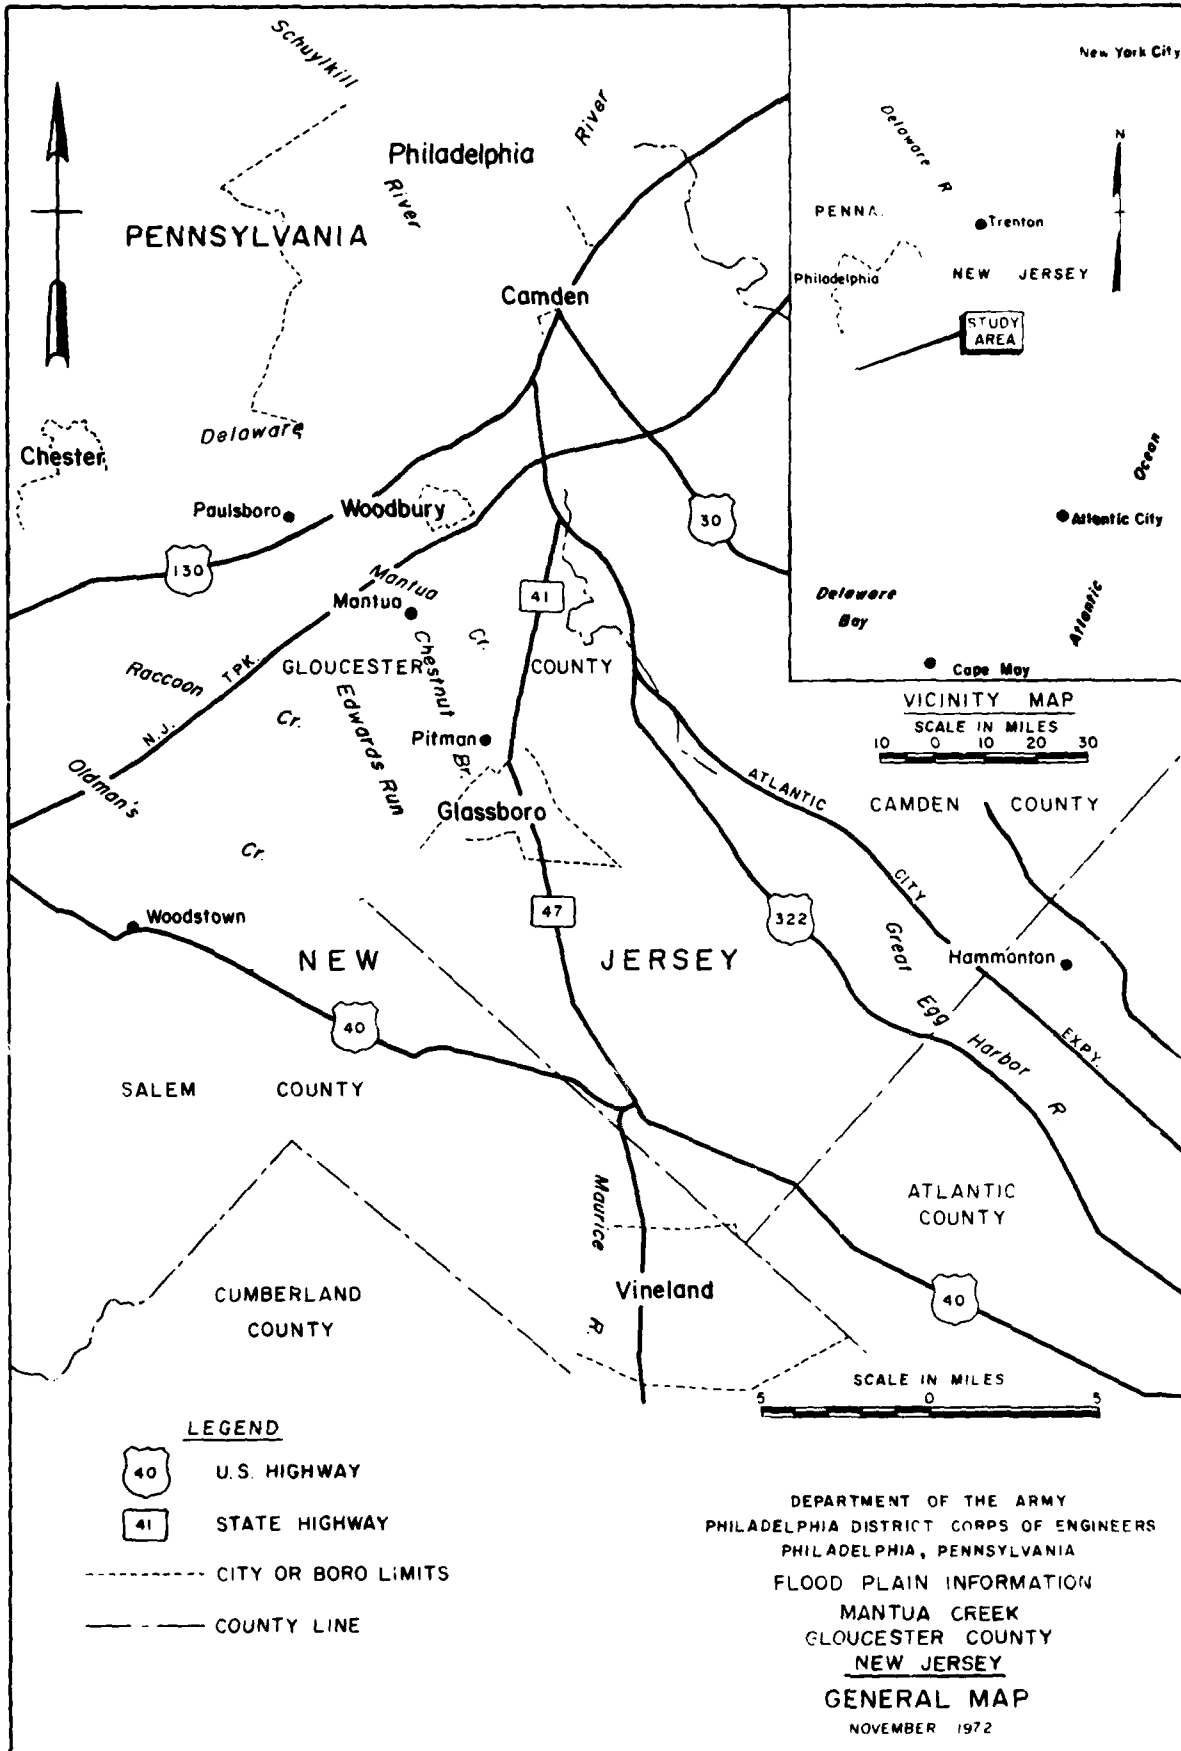 Schuylkill
River
Philadelphia
River
PENNSYLVANIA
Camden
Delaware
Chester
Paulsboro
Woodbury
130
30
Mantua
Mantua
Cr.
41
Raccoon
Cr.
N.J. TPK.
GLOUCESTER COUNTY
Chestnut
Br.
Edwards Run
Pitman
Oldman's
Cr.
Glassboro
ATLANTIC CITY EXPY.
CAMDEN COUNTY
Woodstown
47
322
NEW JERSEY
Great Egg Harbor R
Hammonton
40
SALEM COUNTY
Maurice
R.
ATLANTIC
COUNTY
CUMBERLAND
COUNTY
Vineland
40
SCALE IN MILES
5 0 5
New York City
Delaware R
N
PENNA.
Trenton
Philadelphia
NEW JERSEY
STUDY
AREA
Atlantic Ocean
Atlantic City
Delaware
Bay
Cape May
VICINITY MAP
SCALE IN MILES
10 0 10 20 30
LEGEND
40 U.S. HIGHWAY
41 STATE HIGHWAY
CITY OR BORO LIMITS
COUNTY LINE
DEPARTMENT OF THE ARMY
PHILADELPHIA DISTRICT CORPS OF ENGINEERS
PHILADELPHIA, PENNSYLVANIA
FLOOD PLAIN INFORMATION
MANTUA CREEK
GLOUCESTER COUNTY
NEW JERSEY
GENERAL MAP
NOVEMBER 1972